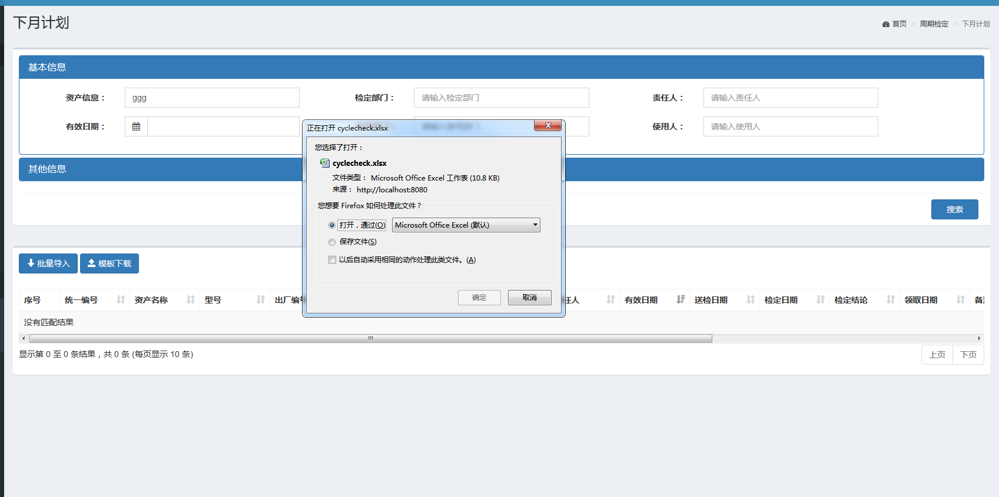 下月计划
首页 > 周期检定 > 下月计划
基本信息
资产信息： ggg
检定部门： 请输入检定部门
责任人： 请输入责任人
有效日期：
使用人： 请输入使用人
其他信息
搜索
正在打开 cyclecheck.xlsx
您选择了打开：
cyclecheck.xlsx
文件类型： Microsoft Office Excel 工作表 (10.8 KB)
来源： http://localhost:8080
您想要 Firefox 如何处理此文件？
打开，通过(O) Microsoft Office Excel (默认)
保存文件(S)
以后自动采用相同的动作处理此类文件。(A)
确定 取消
批量导入 模板下载
序号 统一编号 资产名称 型号 出厂编号 任人 有效日期 送检日期 检定日期 检定结论 领取日期
没有匹配结果
显示第 0 至 0 条结果，共 0 条 (每页显示 10 条)
上页 下页